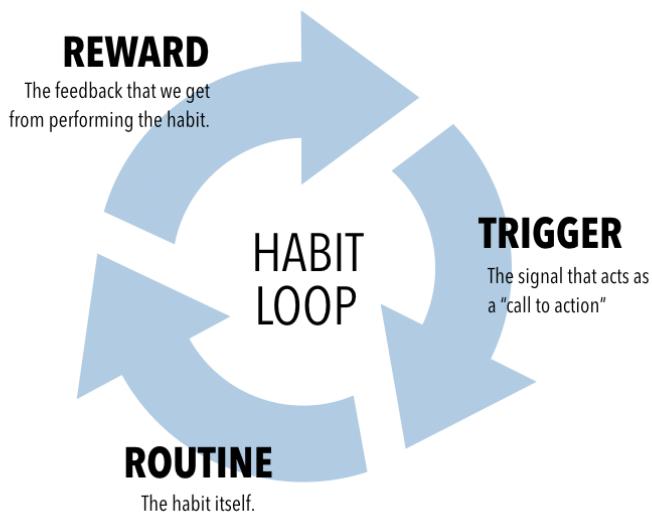 REWARD
The feedback that we get
from performing the habit.
HABIT
LOOP
TRIGGER
The signal that acts as
a “call to action”
ROUTINE
The habit itself.